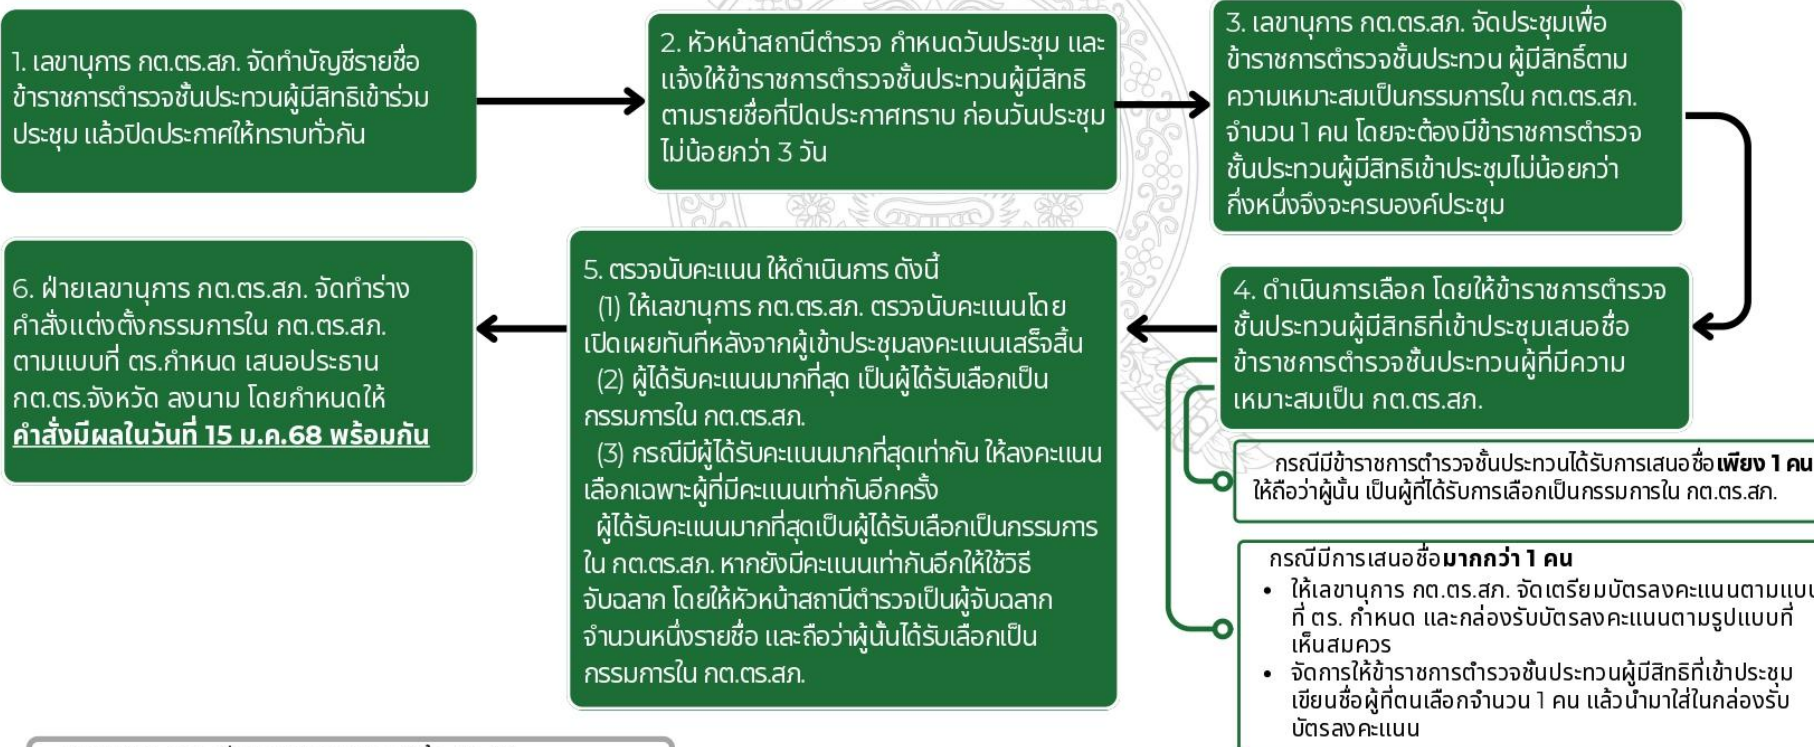 1. เลขานุการ กต.ตร.สภ. จัดทำบัญชีรายชื่อ
ข้าราชการตำรวจชั้นประทวนผู้มีสิทธิเข้าร่วม
ประชุม แล้วปิดประกาศให้ทราบทั่วกัน
2. หัวหน้าสถานีตำรวจ กำหนดวันประชุม และ
แจ้งให้ข้าราชการตำรวจชั้นประทวนผู้มีสิทธิ
ตามรายชื่อที่ปิดประกาศทราบ ก่อนวันประชุม
ไม่น้อยกว่า 3 วัน
3. เลขานุการ กต.ตร.สภ. จัดประชุมเพื่อ
ข้าราชการตำรวจชั้นประทวน ผู้มีสิทธิ์ตาม
ความเหมาะสมเป็นกรรมการใน กต.ตร.สภ.
จำนวน 1 คน โดยจะต้องมีข้าราชการตำรวจ
ชั้นประทวนผู้มีสิทธิเข้าประชุมไม่น้อยกว่า
กึ่งหนึ่งจึงจะครบองค์ประชุม
4. ดำเนินการเลือก โดยให้ข้าราชการตำรวจ
ชั้นประทวนผู้มีสิทธิที่เข้าประชุมเสนอชื่อ
ข้าราชการตำรวจชั้นประทวนผู้ที่มีความ
เหมาะสมเป็น กต.ตร.สภ.
กรณีมีข้าราชการตำรวจชั้นประทวนได้รับการเสนอชื่อเพียง 1 คน
ให้ถือว่าผู้นั้น เป็นผู้ที่ได้รับการเลือกเป็นกรรมการใน กต.ตร.สภ.
กรณีมีการเสนอชื่อมากกว่า 1 คน
• ให้เลขานุการ กต.ตร.สภ. จัดเตรียมบัตรลงคะแนนตามแบบ
ที่ ตร. กำหนด และกล่องรับบัตรลงคะแนนตามรูปแบบที่
เห็นสมควร
• จัดการให้ข้าราชการตำรวจชั้นประทวนผู้มีสิทธิที่เข้าประชุม
เขียนชื่อผู้ที่ตนเลือกจำนวน 1 คน แล้วนำมาใส่ในกล่องรับ
บัตรลงคะแนน
5. ตรวจนับคะแนน ให้ดำเนินการ ดังนี้
(1) ให้เลขานุการ กต.ตร.สภ. ตรวจนับคะแนนโดย
เปิดเผยทันทีหลังจากผู้เข้าประชุมลงคะแนนเสร็จสิ้น
(2) ผู้ได้รับคะแนนมากที่สุด เป็นผู้ได้รับเลือกเป็น
กรรมการใน กต.ตร.สภ.
(3) กรณีมีผู้ได้รับคะแนนมากที่สุดเท่ากัน ให้ลงคะแนน
เลือกเฉพาะผู้ที่มีคะแนนเท่ากันอีกครั้ง
ผู้ได้รับคะแนนมากที่สุดเป็นผู้ได้รับเลือกเป็นกรรมการ
ใน กต.ตร.สภ. หากยังมีคะแนนเท่ากันอีกให้ใช้วิธี
จับฉลาก โดยให้หัวหน้าสถานีตำรวจเป็นผู้จับฉลาก
จำนวนหนึ่งรายชื่อ และถือว่าผู้นั้นได้รับเลือกเป็น
กรรมการใน กต.ตร.สภ.
6. ฝ่ายเลขานุการ กต.ตร.สภ. จัดทำร่าง
คำสั่งแต่งตั้งกรรมการใน กต.ตร.สภ.
ตามแบบที่ ตร.กำหนด เสนอประธาน
กต.ตร.จังหวัด ลงนาม โดยกำหนดให้
คำสั่งมีผลในวันที่ 15 ม.ค.68 พร้อมกัน